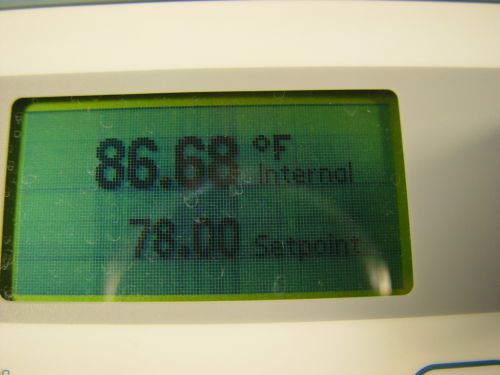 86.68 °F
Internal
78.00 Setpoint